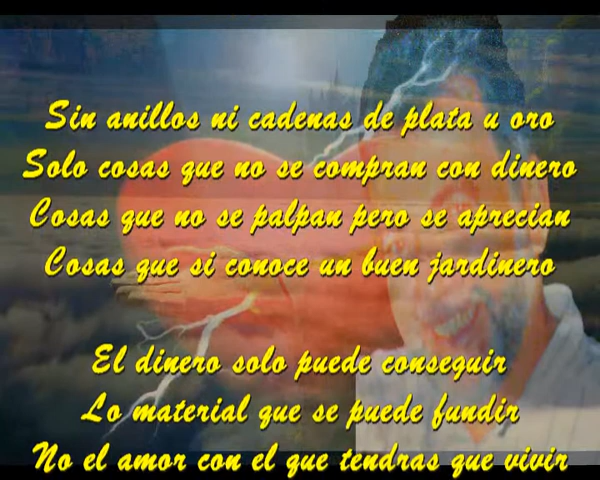 Sin anillos ni cadenas de plata u oro
Solo cosas que no se compran con dinero
Cosas que no se palpan pero se aprecian
Cosas que si conoce un buen jardinero
El dinero solo puede conseguir
Lo material que se puede fundir
No el amor con el que tendras que vivir